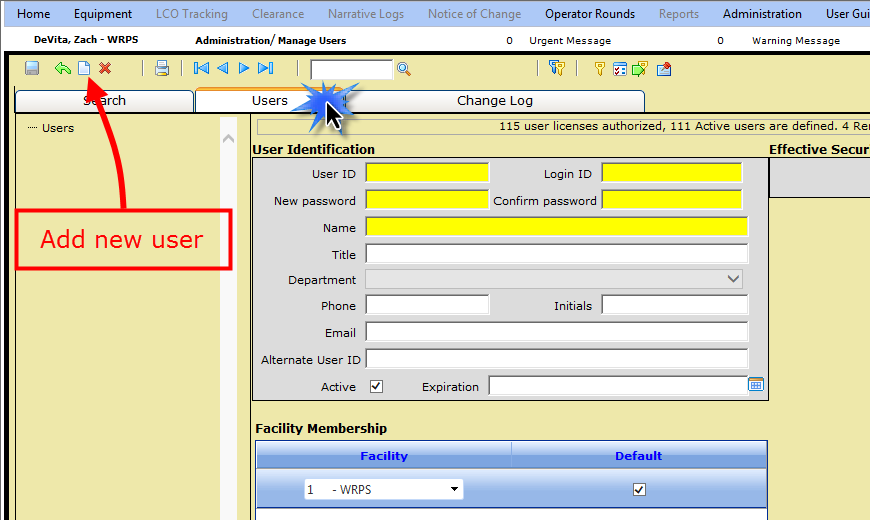 Home Equipment LCO Tracking Clearance Narrative Logs Notice of Change Operator Rounds Reports Administration User Gui
DeVita, Zach - WRPS Administration/ Manage Users 0 Urgent Message 0 Warning Message
Search Users Change Log
Users
115 user licenses authorized, 111 Active users are defined. 4 Rem
User Identification Effective Secur
User ID Login ID
New password Confirm password
Add new user
Name
Title
Department
Phone Initials
Email
Alternate User ID
Active Expiration
Facility Membership
Facility Default
1 - WRPS